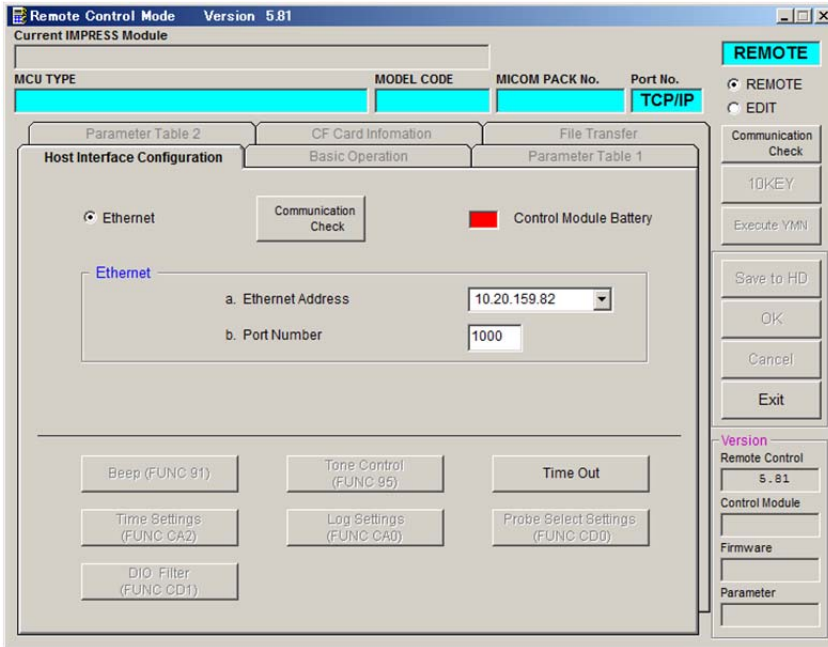 Remote Control Mode Version 5.81
Current IMPRESS Module
REMOTE
MCU TYPE MODEL CODE MICOM PACK No. Port No.
TCP/IP
REMOTE
EDIT
Parameter Table 2 CF Card Infomation File Transfer
Host Interface Configuration Basic Operation Parameter Table 1
Communication
Check
10KEY
Execute YMN
Ethernet
Communication
Check
Control Module Battery
Ethernet
a. Ethernet Address 10.20.159.82
b. Port Number 1000
Save to HD
OK
Cancel
Exit
Beep (FUNC 91)
Tone Control
(FUNC 95)
Time Out
Time Settings
(FUNC CA2)
Log Settings
(FUNC CA0)
Probe Select Settings
(FUNC CD0)
DIO Filter
(FUNC CD1)
Version
Remote Control
5.81
Control Module
Firmware
Parameter